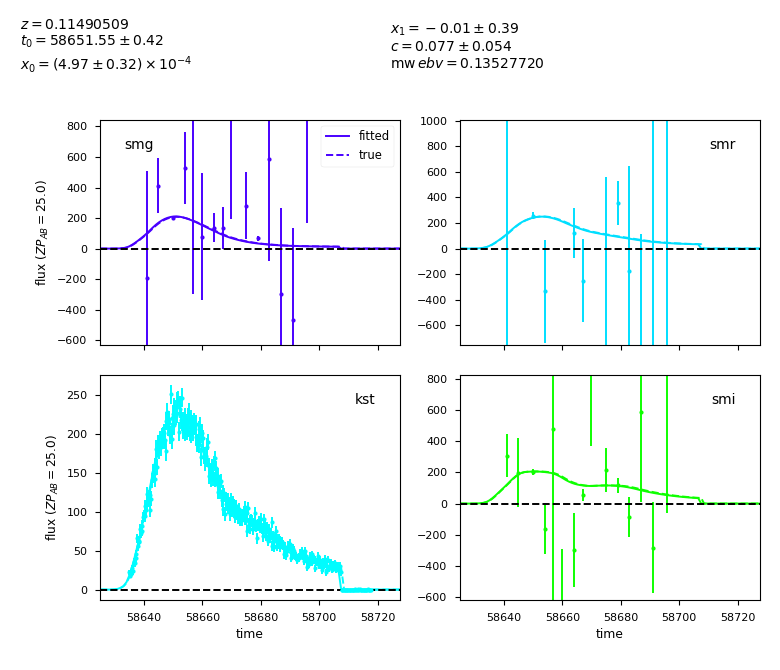 z = 0.11490509
t₀ = 58651.55 ± 0.42
x₀ = (4.97 ± 0.32) × 10⁻⁴
x₁ = −0.01 ± 0.39
c = 0.077 ± 0.054
mw ebv = 0.13527720
smg
fitted
true
800
600
400
200
0
−200
−400
−600
flux (ZP_AB = 25.0)
smr
1000
800
600
400
200
0
−200
−400
−600
kst
250
200
150
100
50
0
flux (ZP_AB = 25.0)
58640 58660 58680 58700 58720
time
smi
800
600
400
200
0
−200
−400
−600
58640 58660 58680 58700 58720
time